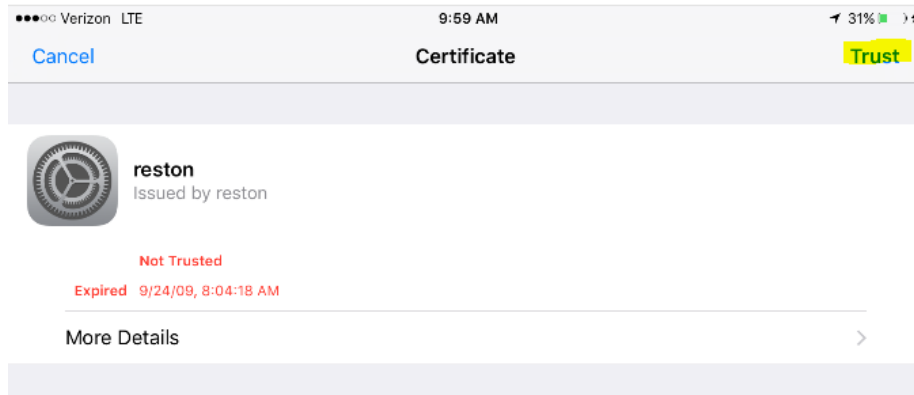 Verizon LTE 9:59 AM 31%
Cancel Certificate Trust
reston
Issued by reston
Not Trusted
Expired 9/24/09, 8:04:18 AM
More Details